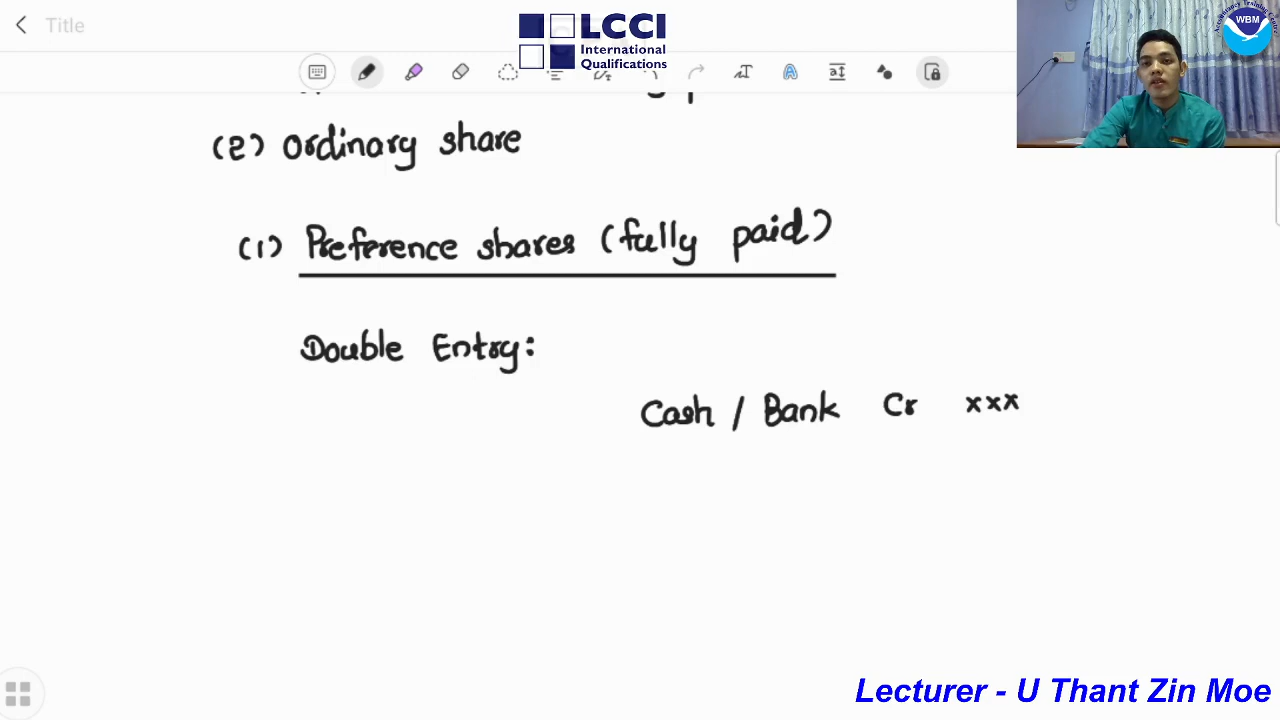 Title
LCCI
International
Qualifications
WBM
(2) Ordinary share
(1) Preference shares (fully paid)
Double Entry:
Cash / Bank Cr xxx
Lecturer - U Thant Zin Moe